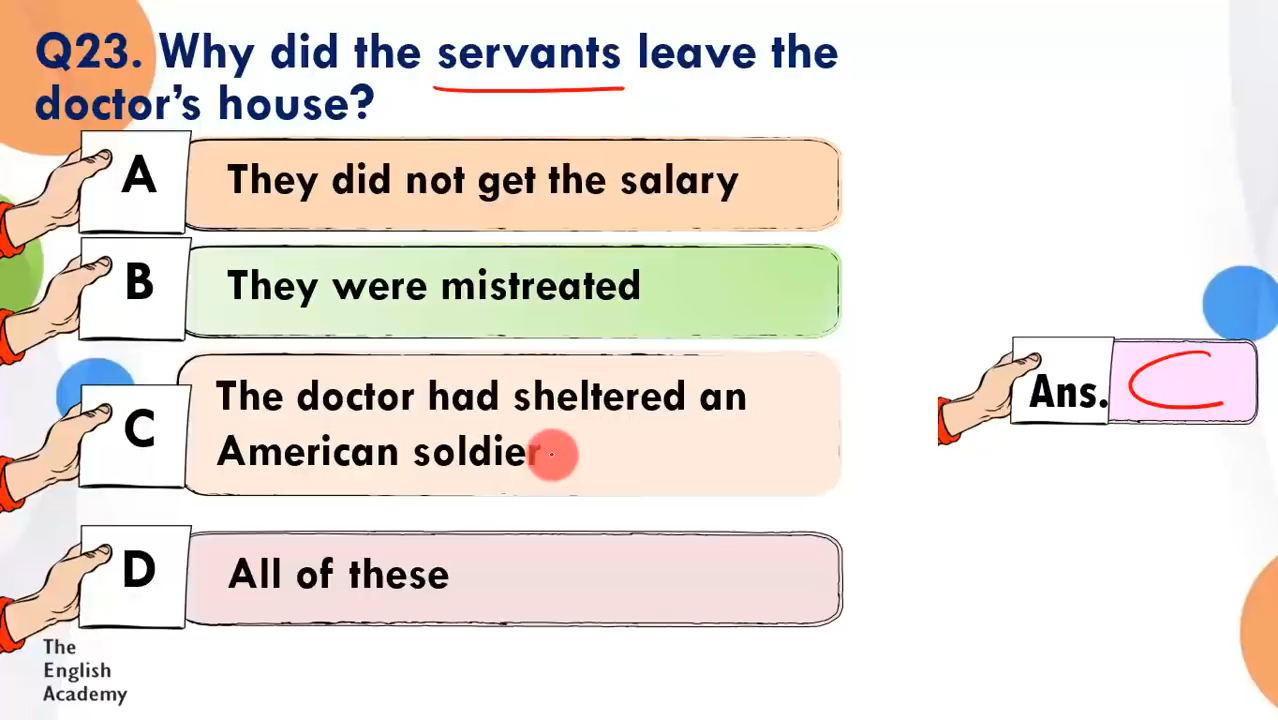 Q23. Why did the servants leave the
doctor's house?
A
They did not get the salary
B
They were mistreated
C
The doctor had sheltered an
American soldier
D
All of these
Ans. C
The
English
Academy